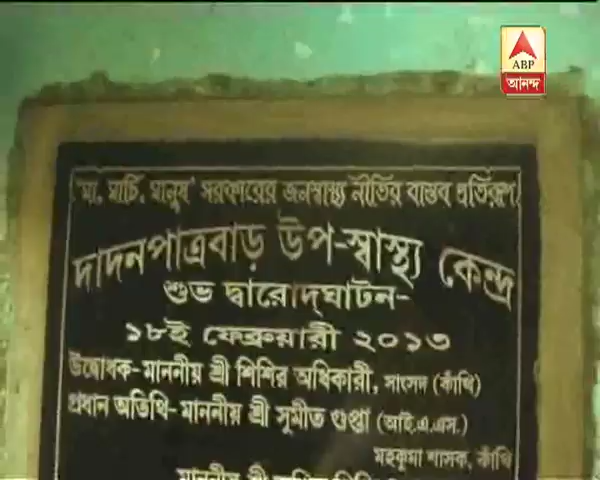 ABP
আনন্দ
'মা, মাটি, মানুষ' সরকারের জনস্বাস্থ্য নীতির বাস্তব প্রতিরূপ
দাদনপাত্রবাড় উপ-স্বাস্থ্য কেন্দ্র
শুভ দ্বারোদ্ঘাটন-
১৮ই ফেব্রুয়ারী ২০১৩
উদ্বোধক- মাননীয় শ্রী শিশির অধিকারী, সাংসদ (কাঁথি)
প্রধান অতিথি- মাননীয় শ্রী সুমীত গুপ্তা (আই.এ.এস.)
মহকুমা শাসক, কাঁথি
মাননীয় শ্রী